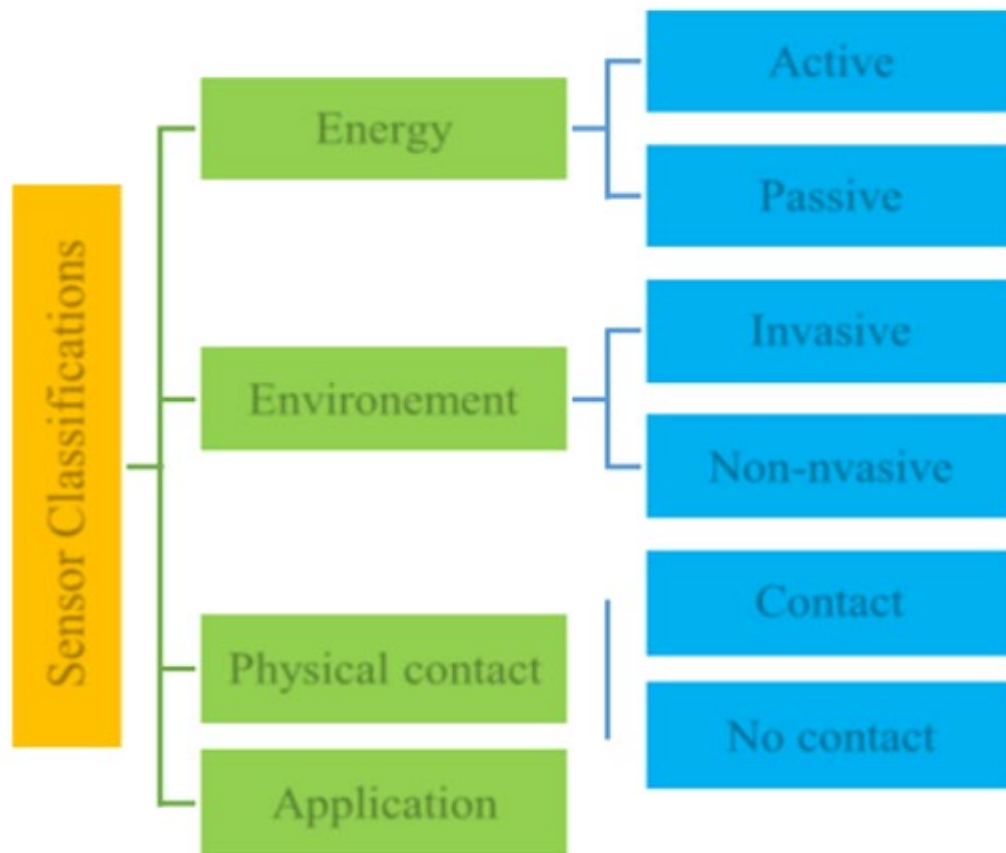 Sensor Classifications
Energy
Active
Passive
Environement
Invasive
Non-nvasive
Physical contact
Contact
No contact
Application